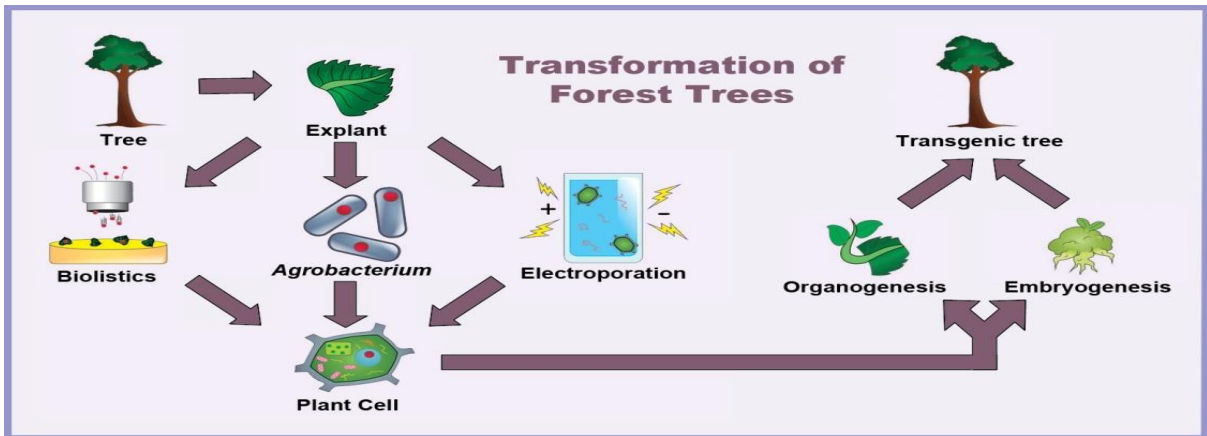 Transformation of
Forest Trees
Tree
Explant
Transgenic tree
+
–
Biolistics
Agrobacterium
Electroporation
Organogenesis
Embryogenesis
Plant Cell